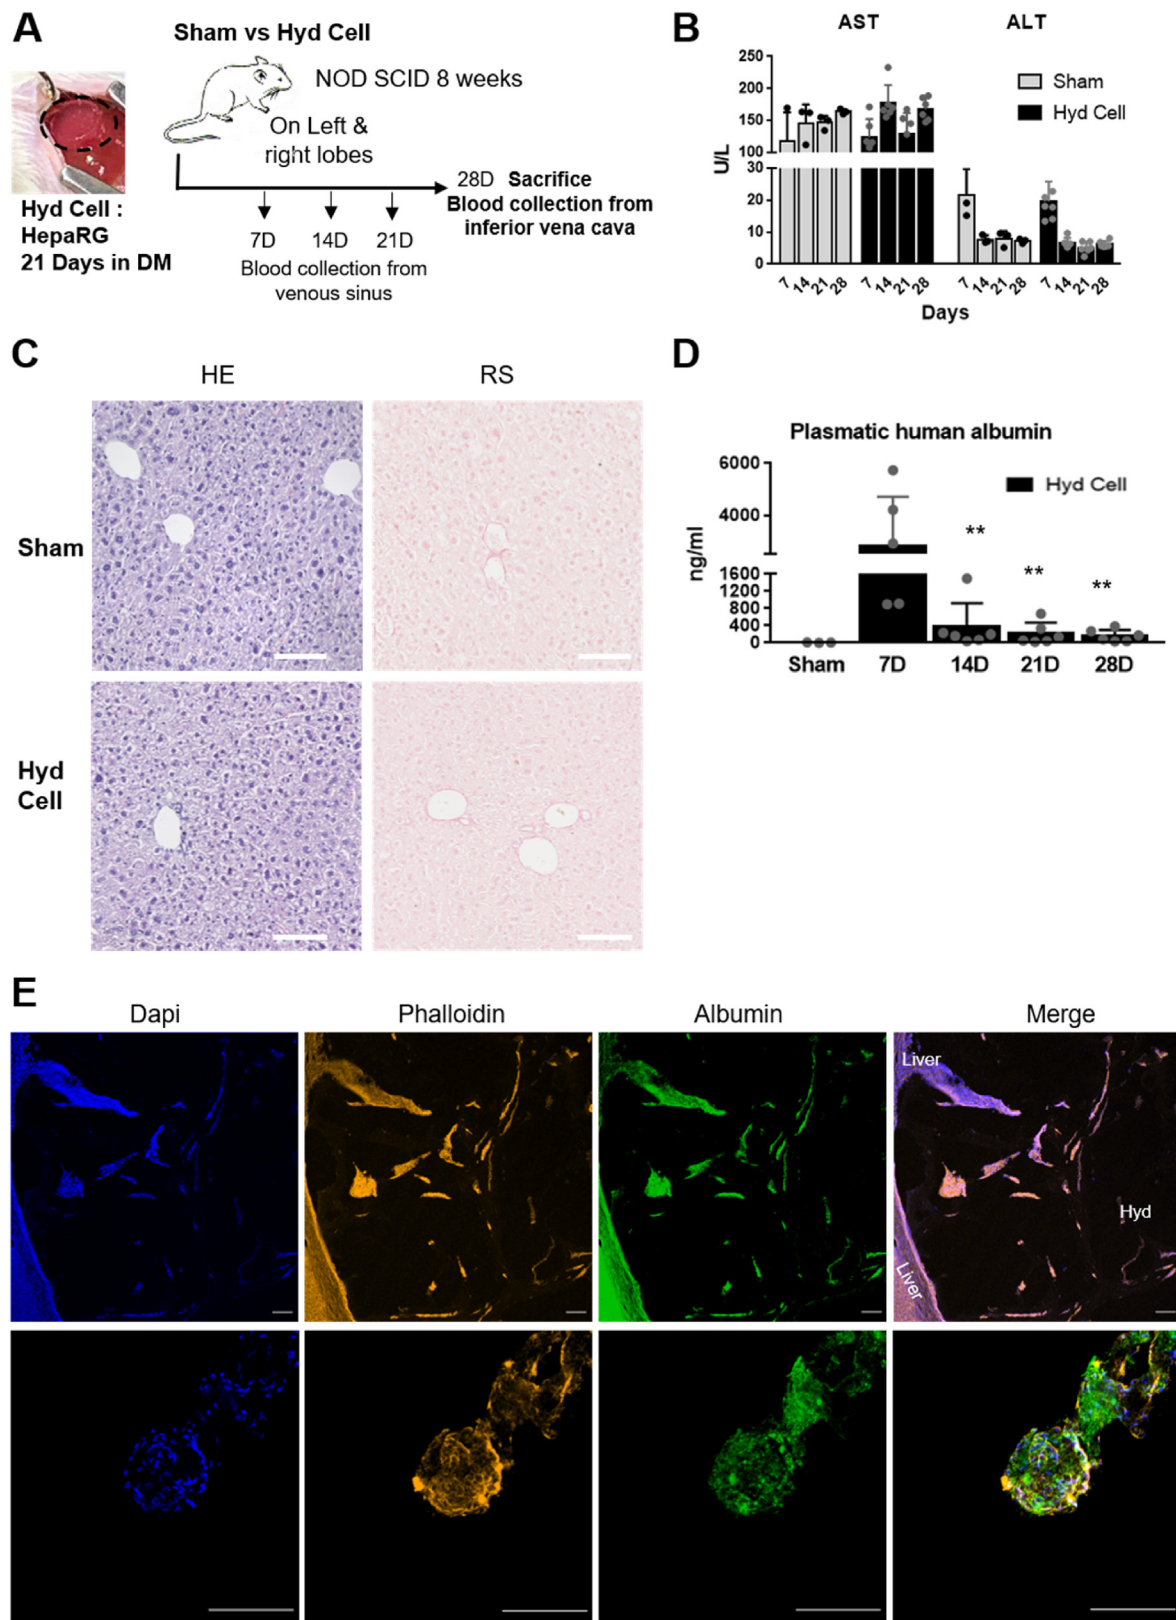 A
Sham vs Hyd Cell
NOD SCID 8 weeks
On Left &
right lobes
Hyd Cell :
HepaRG
21 Days in DM
7D 14D 21D
Blood collection from
venous sinus
28D Sacrifice
Blood collection from
inferior vena cava
B
AST ALT
Sham
Hyd Cell
U/L
250
200
150
100
30
20
10
0
7 14 21 28 7 14 21 28 7 14 21 28 7 14 21 28
Days
C
HE RS
Sham
Hyd
Cell
D
Plasmatic human albumin
Hyd Cell
ng/ml
6000
4000
1600
1200
800
400
0
**
**
**
Sham 7D 14D 21D 28D
E
Dapi Phalloidin Albumin Merge
Liver
Hyd
Liver